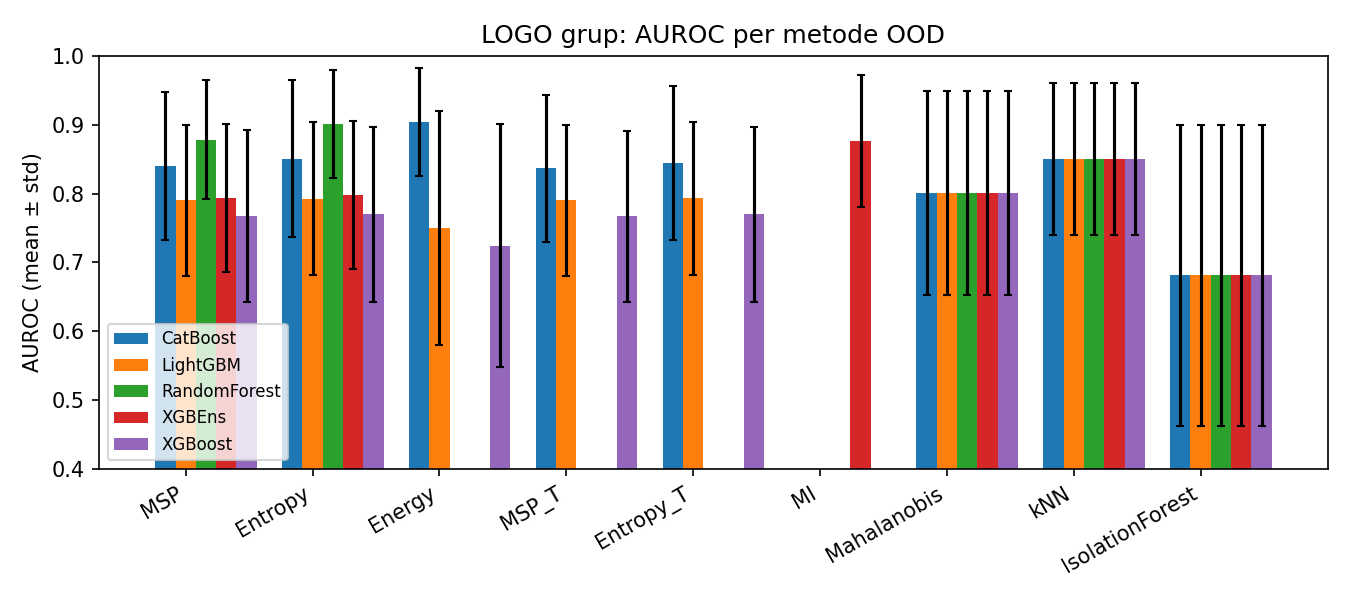 LOGO grup: AUROC per metode OOD
AUROC (mean ± std)
1.0
0.9
0.8
0.7
0.6
0.5
0.4
CatBoost
LightGBM
RandomForest
XGBEns
XGBoost
MSP
Entropy
Energy
MSP_T
Entropy_T
MI
Mahalanobis
kNN
IsolationForest